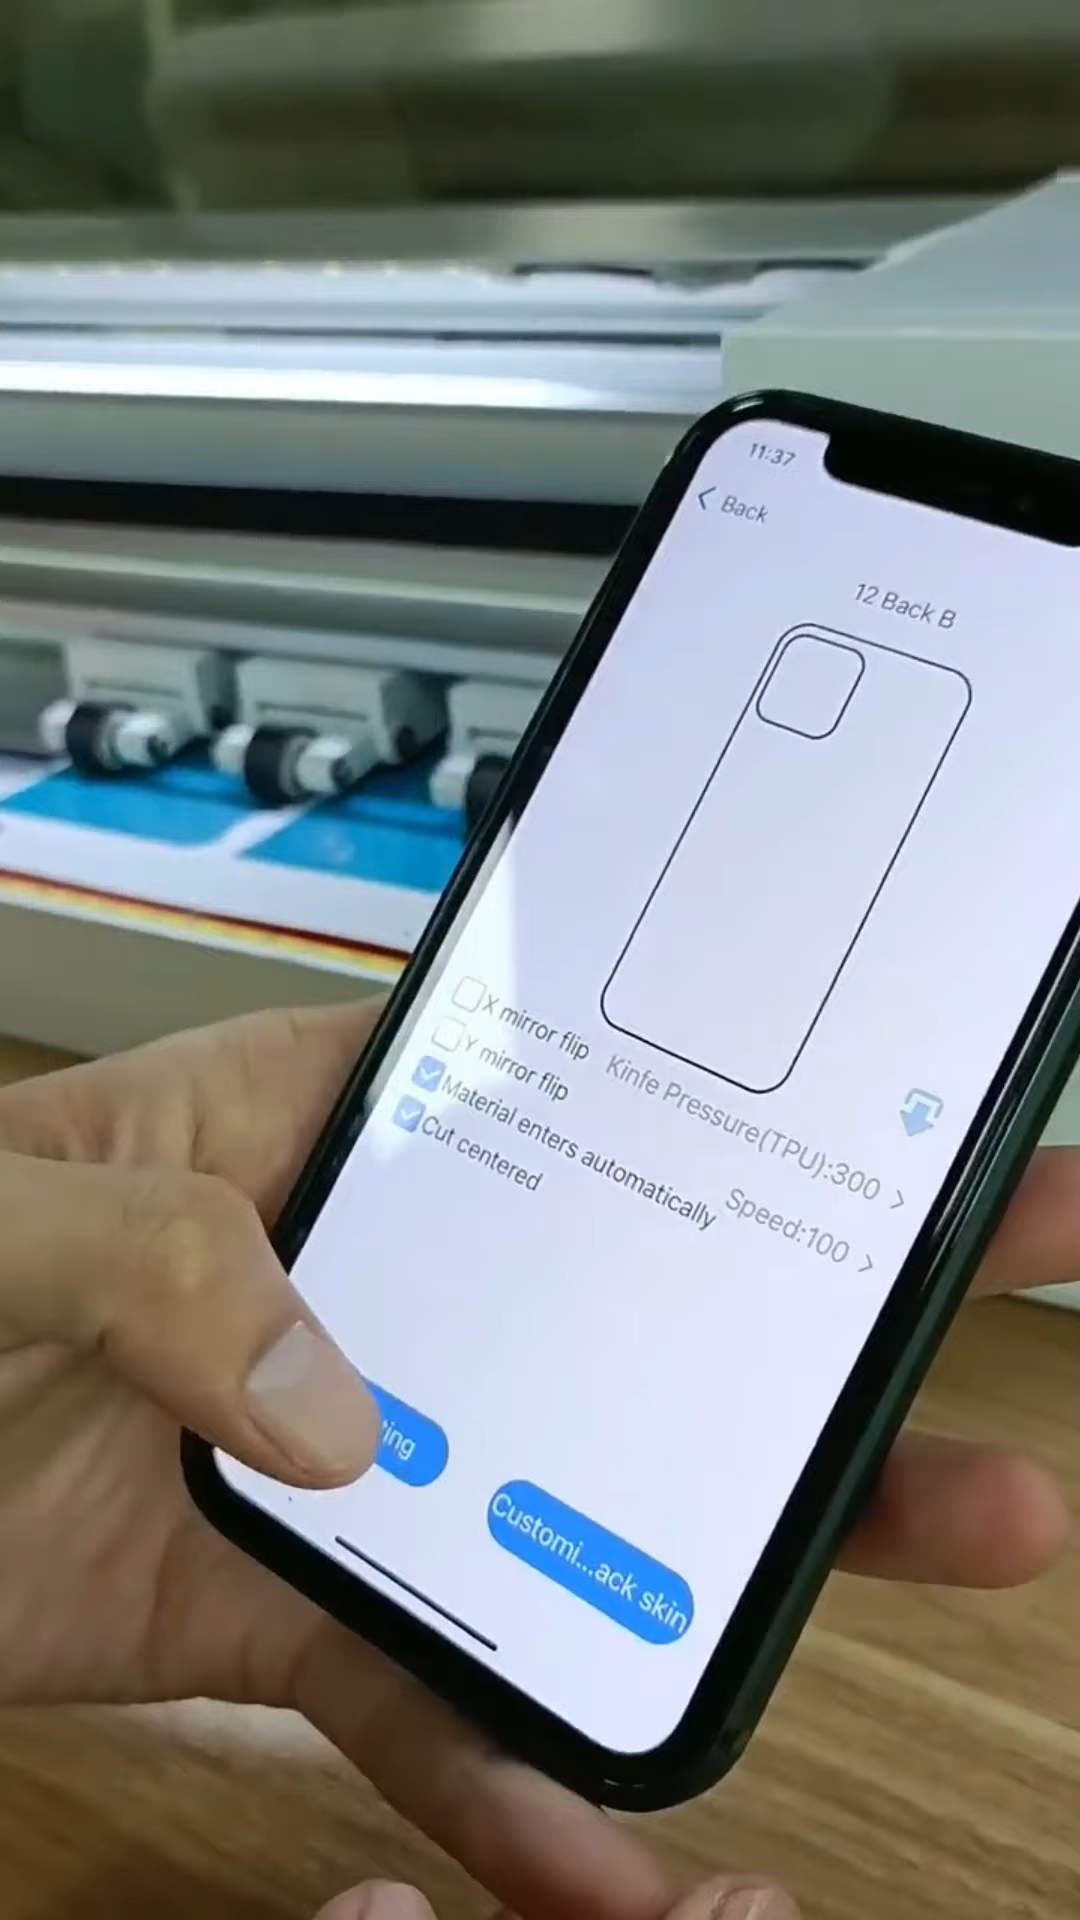 11:37
Back
12 Back B
X mirror flip
Y mirror flip
Material enters automatically
Cut centered
Kinfe Pressure(TPU):300
Speed:100
Customi...ack skin